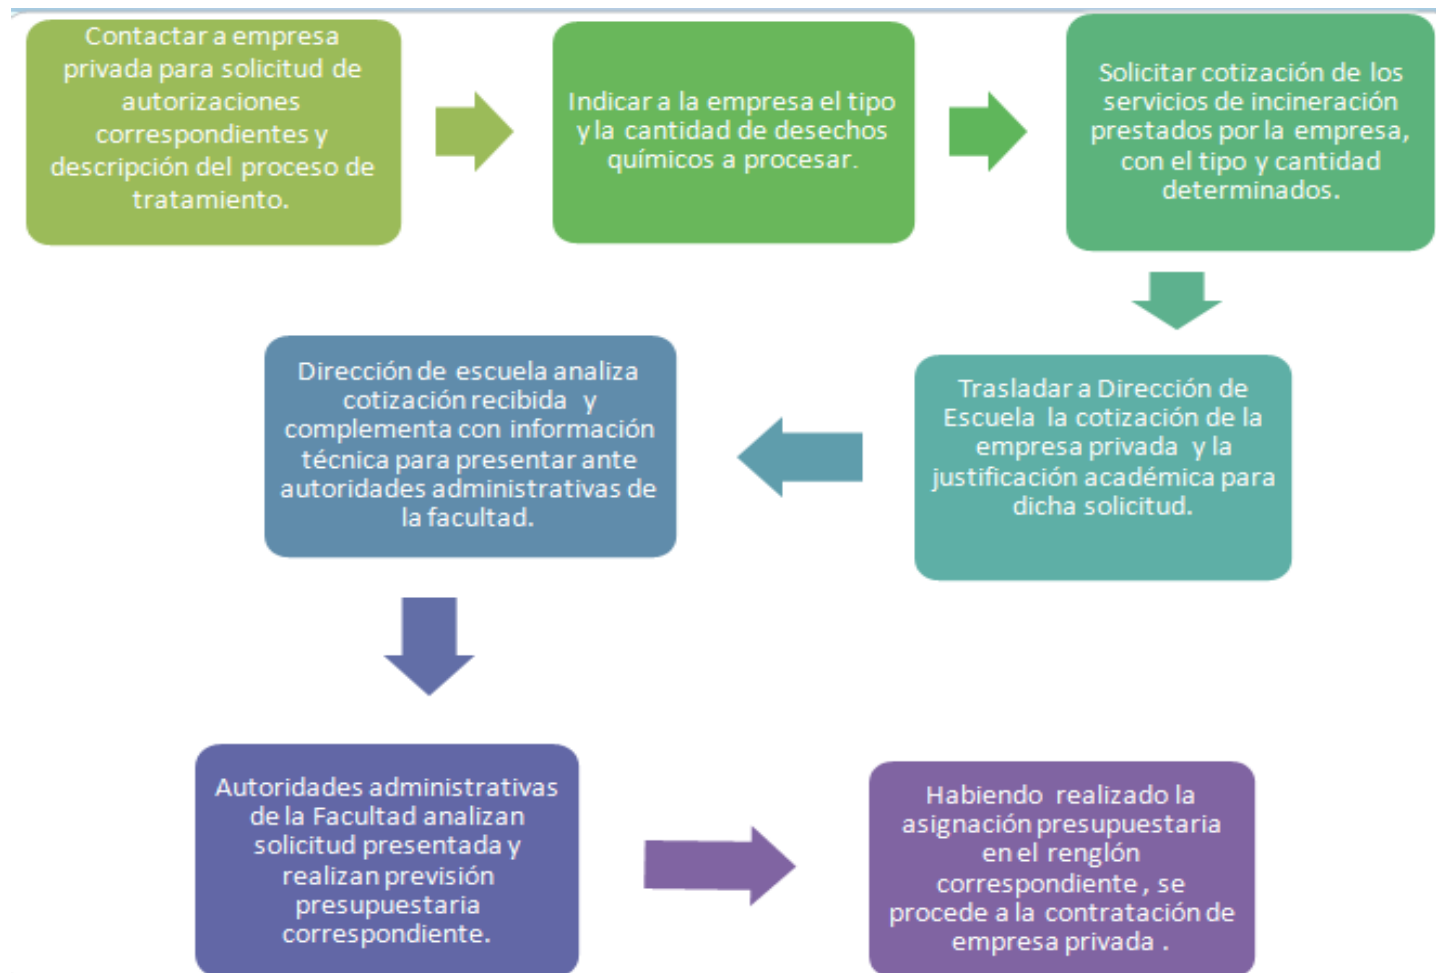 Contactar a empresa
privada para solicitud de
autorizaciones
correspondientes y
descripción del proceso de
tratamiento.
Indicar a la empresa el tipo
y la cantidad de desechos
químicos a procesar.
Solicitar cotización de los
servicios de incineración
prestados por la empresa,
con el tipo y cantidad
determinados.
Trasladar a Dirección de
Escuela la cotización de la
empresa privada y la
justificación académica para
dicha solicitud.
Dirección de escuela analiza
cotización recibida y
complementa con información
técnica para presentar ante
autoridades administrativas de
la facultad.
Autoridades administrativas
de la Facultad analizan
solicitud presentada y
realizan previsión
presupuestaria
correspondiente.
Habiendo realizado la
asignación presupuestaria
en el renglón
correspondiente , se
procede a la contratación de
empresa privada .